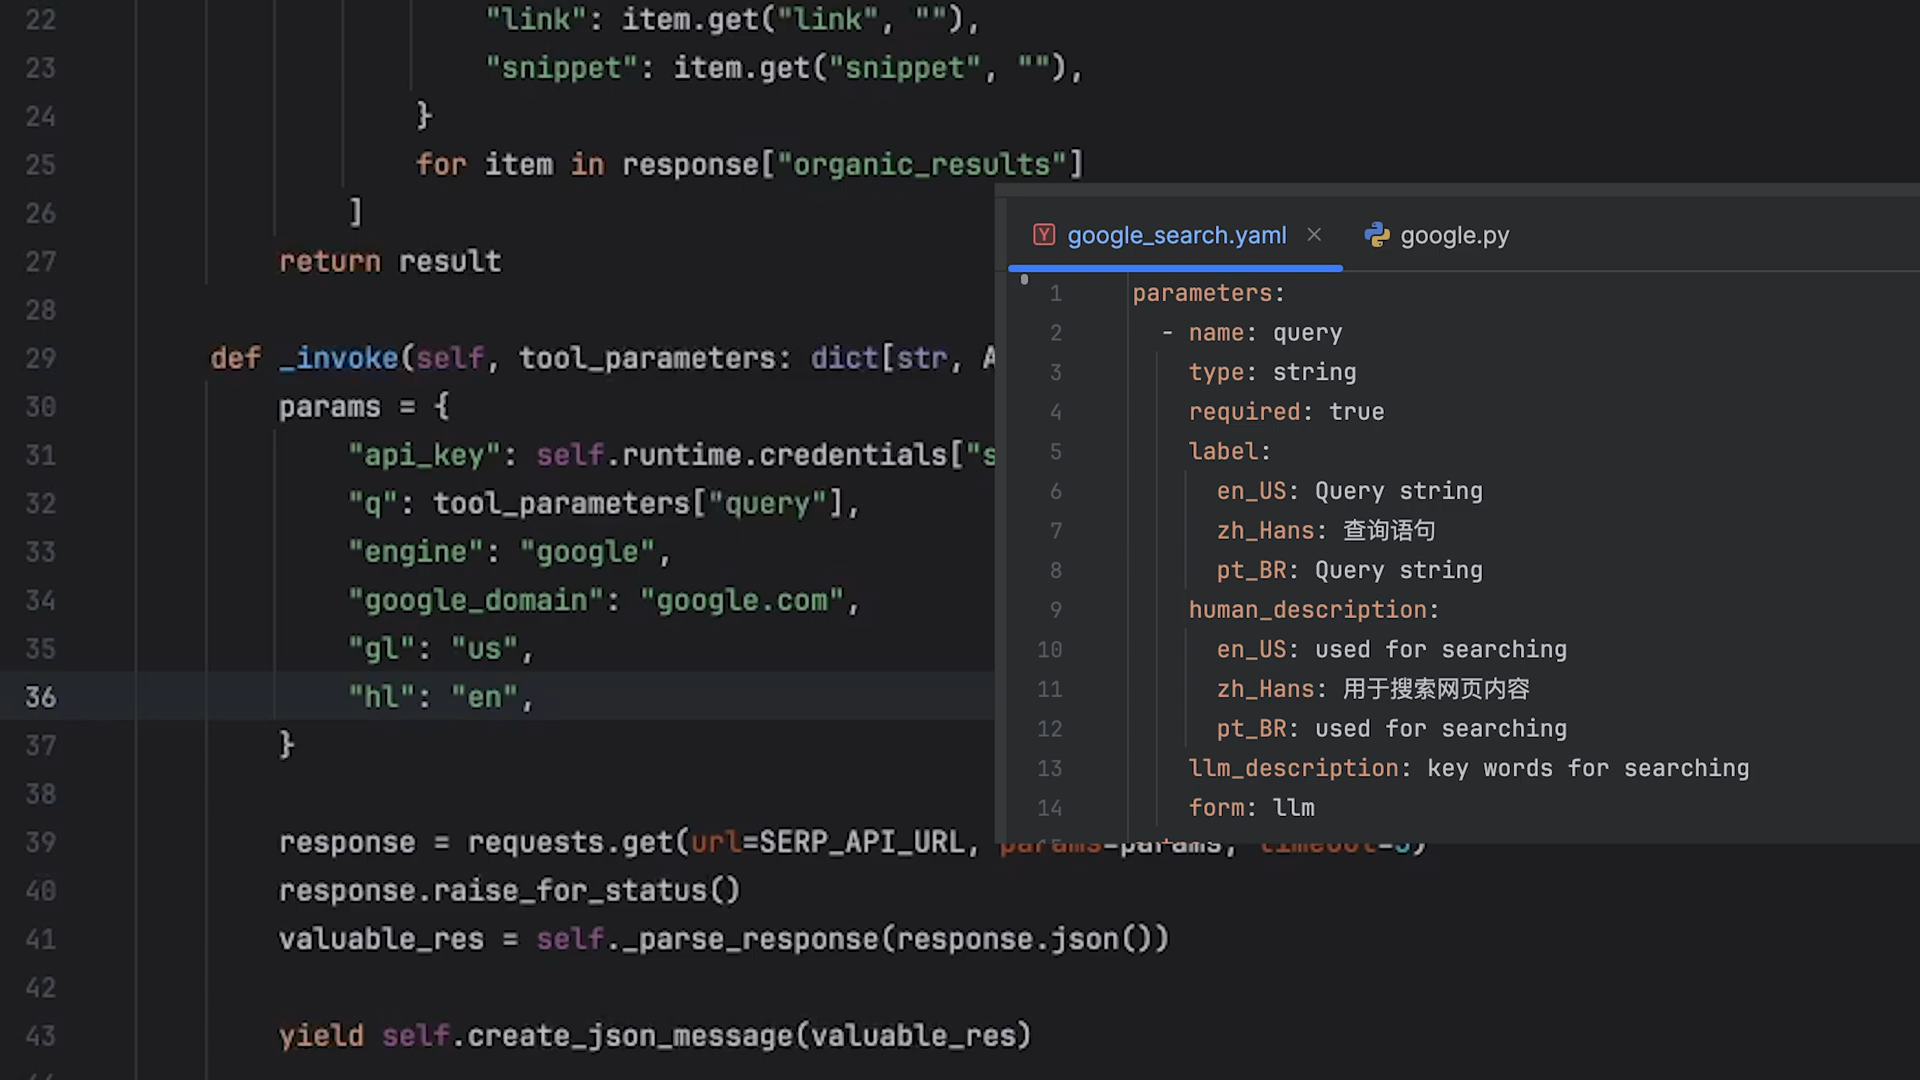 22 "link": item.get("link", ""),
23 "snippet": item.get("snippet", ""),
24 }
25 for item in response["organic_results"]
26 ]
27 return result
28
29 def _invoke(self, tool_parameters: dict[str,
30 params = {
31 "api_key": self.runtime.credentials["s
32 "q": tool_parameters["query"],
33 "engine": "google",
34 "google_domain": "google.com",
35 "gl": "us",
36 "hl": "en",
37 }
38
39 response = requests.get(url=SERP_API_URL, params=params, timeout=5)
40 response.raise_for_status()
41 valuable_res = self._parse_response(response.json())
42
43 yield self.create_json_message(valuable_res)
google_search.yaml × google.py
1 parameters:
2 - name: query
3 type: string
4 required: true
5 label:
6 en_US: Query string
7 zh_Hans: 查询语句
8 pt_BR: Query string
9 human_description:
10 en_US: used for searching
11 zh_Hans: 用于搜索网页内容
12 pt_BR: used for searching
13 llm_description: key words for searching
14 form: llm